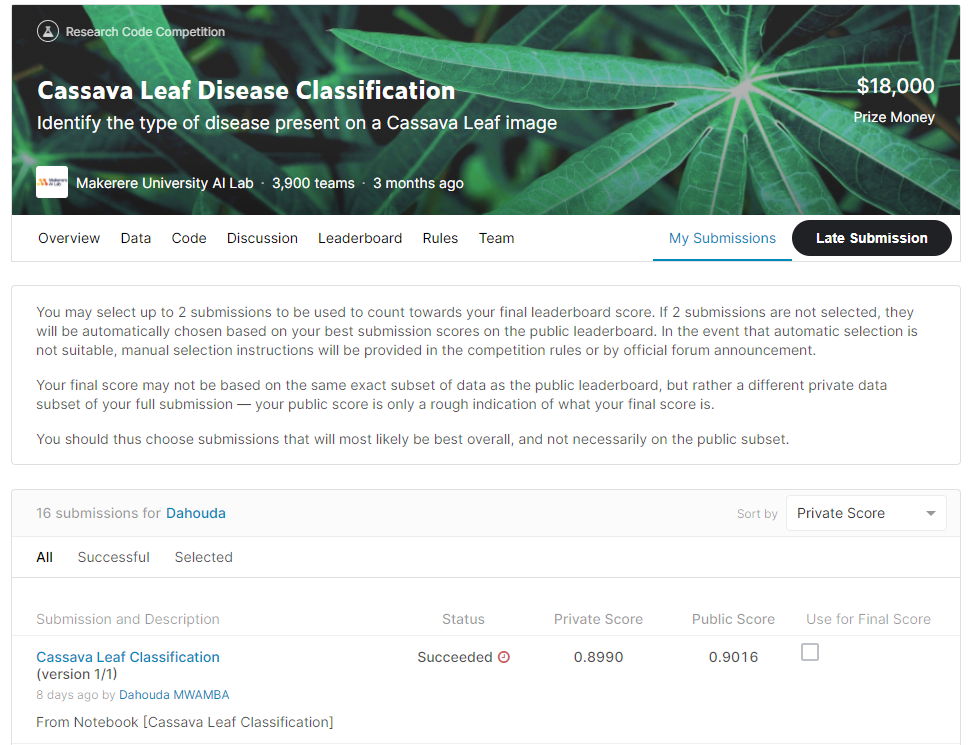 Research Code Competition
Cassava Leaf Disease Classification
$18,000
Identify the type of disease present on a Cassava Leaf image
Prize Money
Makerere AI Lab
Makerere University AI Lab · 3,900 teams · 3 months ago
Overview Data Code Discussion Leaderboard Rules Team My Submissions Late Submission
You may select up to 2 submissions to be used to count towards your final leaderboard score. If 2 submissions are not selected, they
will be automatically chosen based on your best submission scores on the public leaderboard. In the event that automatic selection is
not suitable, manual selection instructions will be provided in the competition rules or by official forum announcement.
Your final score may not be based on the same exact subset of data as the public leaderboard, but rather a different private data
subset of your full submission — your public score is only a rough indication of what your final score is.
You should thus choose submissions that will most likely be best overall, and not necessarily on the public subset.
16 submissions for Dahouda Sort by Private Score
All Successful Selected
Submission and Description Status Private Score Public Score Use for Final Score
Cassava Leaf Classification Succeeded 0.8990 0.9016
(version 1/1)
8 days ago by Dahouda MWAMBA
From Notebook [Cassava Leaf Classification]